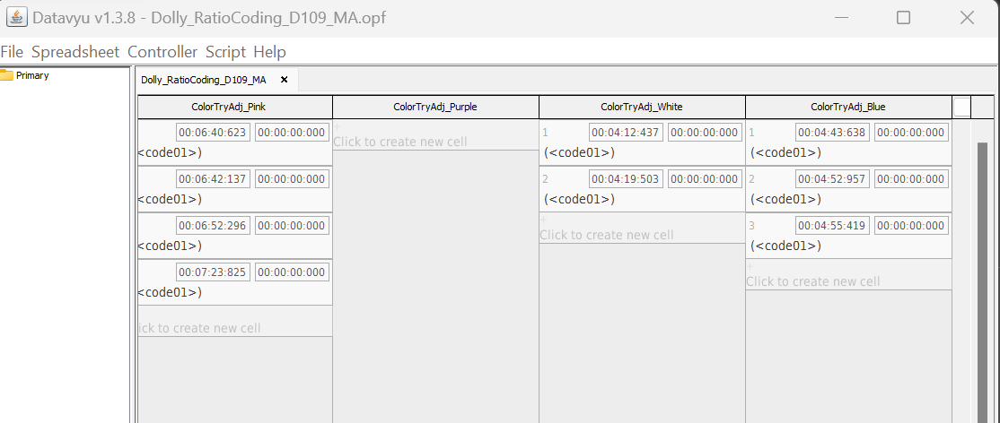 Datavyu v1.3.8 - Dolly_RatioCoding_D109_MA.opf
File Spreadsheet Controller Script Help
Primary
Dolly_RatioCoding_D109_MA ×
ColorTryAdj_Pink ColorTryAdj_Purple ColorTryAdj_White ColorTryAdj_Blue
00:06:40:623 00:00:00:000
<code01>)
00:06:42:137 00:00:00:000
<code01>)
00:06:52:296 00:00:00:000
<code01>)
00:07:23:825 00:00:00:000
<code01>)
ick to create new cell
+
Click to create new cell
1 00:04:12:437 00:00:00:000
(<code01>)
2 00:04:19:503 00:00:00:000
(<code01>)
+
Click to create new cell
1 00:04:43:638 00:00:00:000
(<code01>)
2 00:04:52:957 00:00:00:000
(<code01>)
3 00:04:55:419 00:00:00:000
(<code01>)
+
Click to create new cell